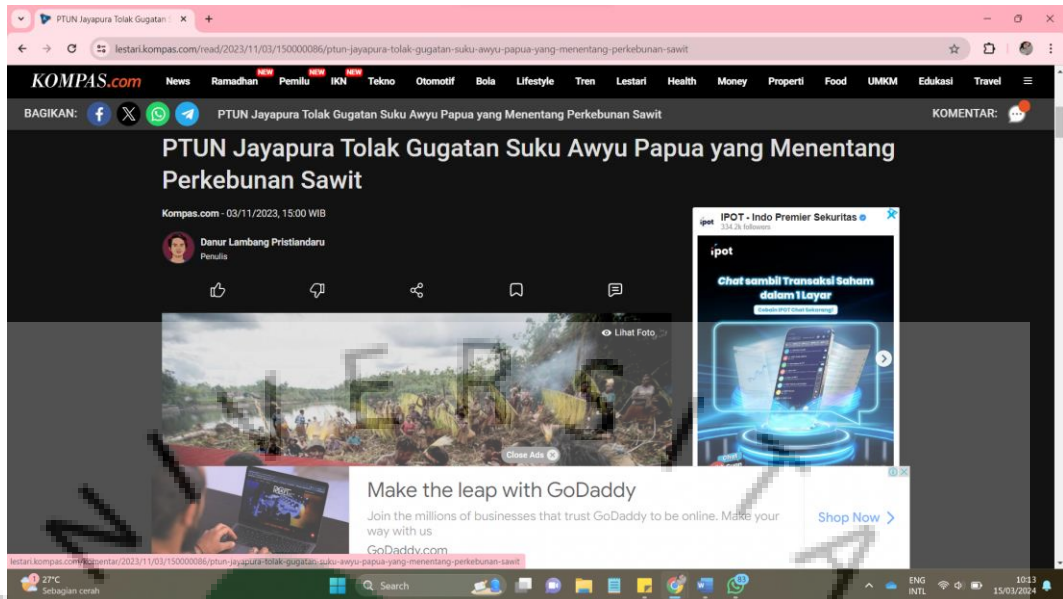 PTUN Jayapura Tolak Gugatan S
lestari.kompas.com/read/2023/11/03/150000086/ptun-jayapura-tolak-gugatan-suku-awyu-papua-yang-menentang-perkebunan-sawit
KOMPAS.com News Ramadhan NEW Pemilu NEW IKN NEW Tekno Otomotif Bola Lifestyle Tren Lestari Health Money Properti Food UMKM Edukasi Travel
BAGIKAN: PTUN Jayapura Tolak Gugatan Suku Awyu Papua yang Menentang Perkebunan Sawit KOMENTAR:
PTUN Jayapura Tolak Gugatan Suku Awyu Papua yang Menentang
Perkebunan Sawit
Kompas.com - 03/11/2023, 15:00 WIB
Danur Lambang Pristiandaru
Penulis
Lihat Foto
IPOT - Indo Premier Sekuritas
334.2k followers
ipot
Chat sambil Transaksi Saham
dalam 1 Layar
Cobain IPOT Chat Sekarang!
Close Ads
Make the leap with GoDaddy
Join the millions of businesses that trust GoDaddy to be online. Make your
way with us
GoDaddy.com
Shop Now
lestari.kompas.com/komentar/2023/11/03/150000086/ptun-jayapura-tolak-gugatan-suku-awyu-papua-yang-menentang-perkebunan-sawit
27°C
Sebagian cerah
Search
ENG
INTL
10:13
15/03/2024